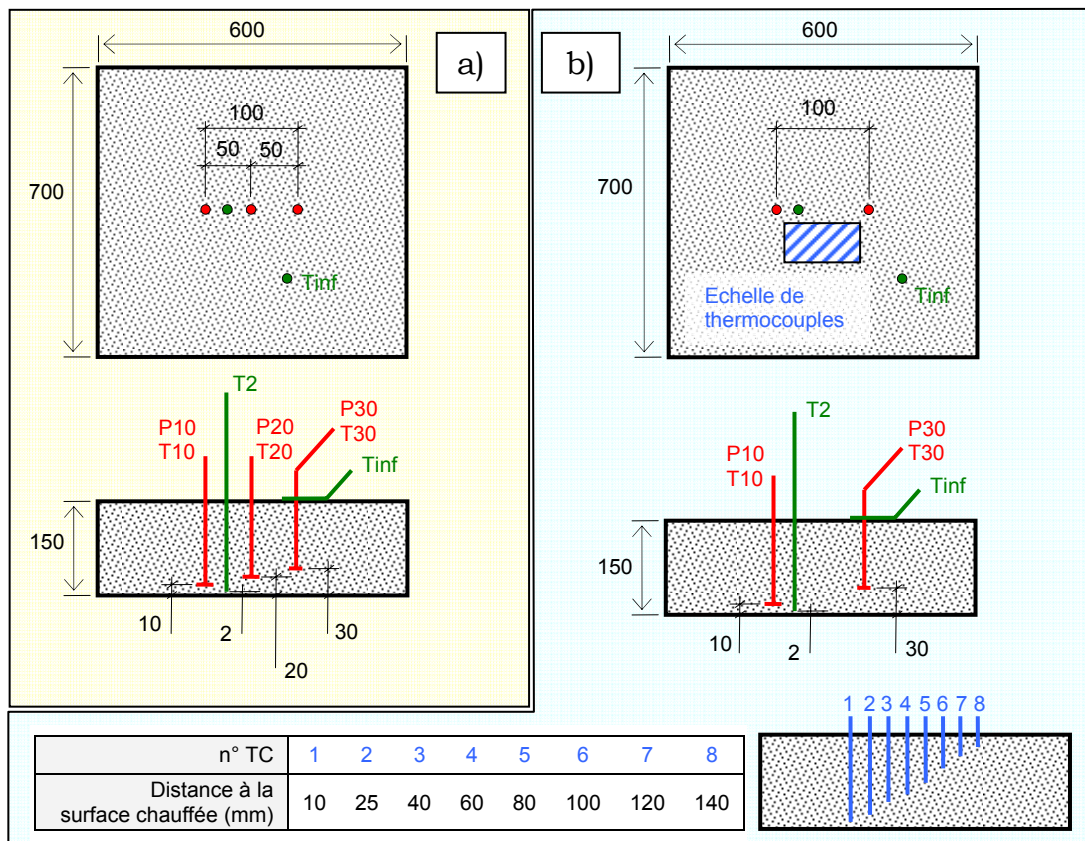 a)
600
700
100
50 50
Tinf
T2
P10
T10
P20
T20
P30
T30
Tinf
150
10
2
20
30
b)
600
700
100
Echelle de
thermocouples
Tinf
T2
P10
T10
P30
T30
Tinf
150
10
2
30
n° TC 1 2 3 4 5 6 7 8
Distance à la
surface chauffée (mm) 10 25 40 60 80 100 120 140
1 2 3 4 5 6 7 8